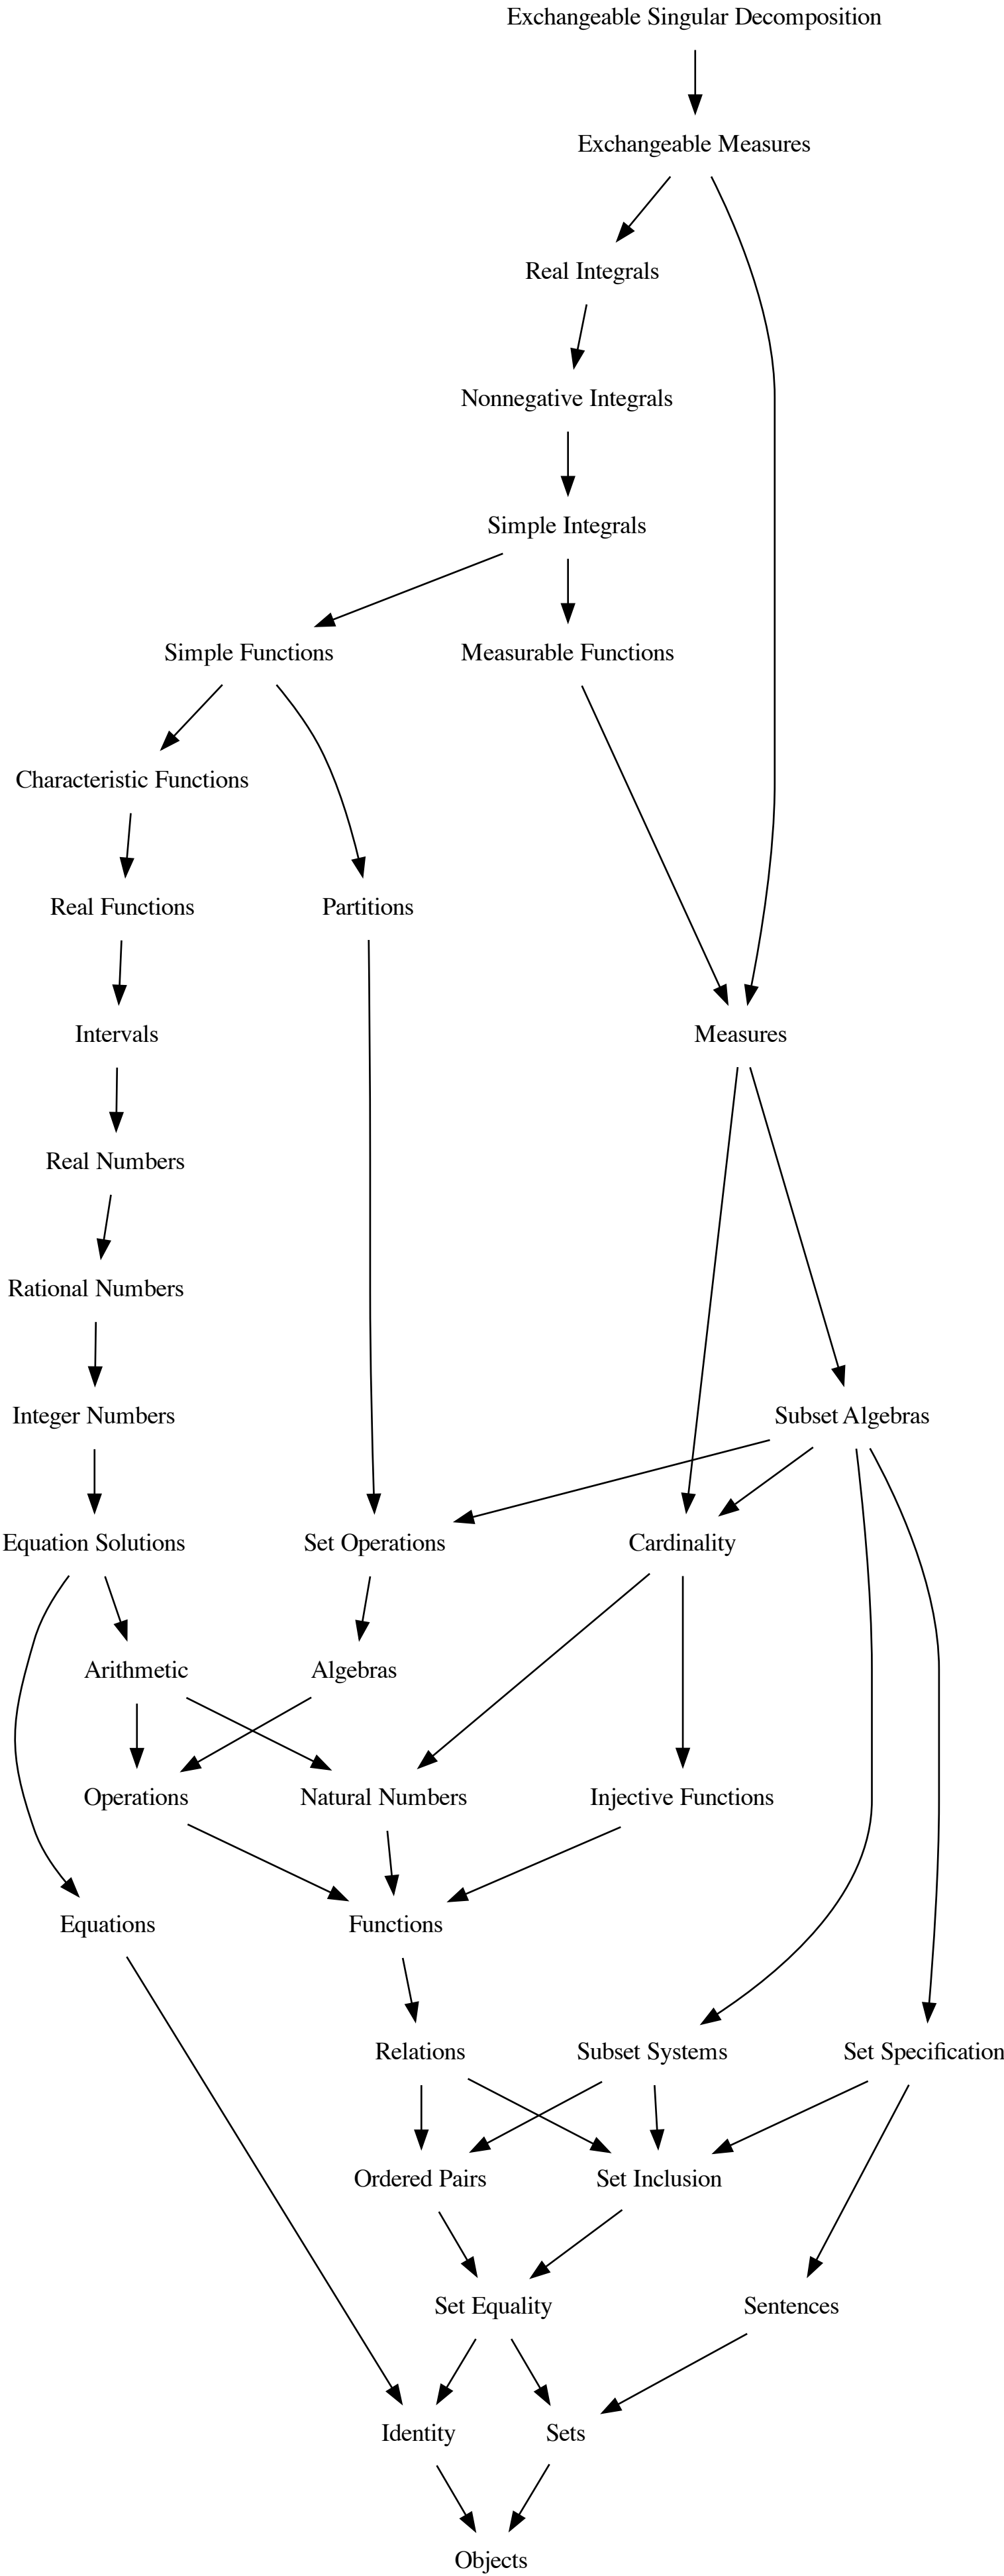 Exchangeable Singular Decomposition
Exchangeable Measures
Real Integrals
Nonnegative Integrals
Simple Integrals
Simple Functions
Measurable Functions
Characteristic Functions
Real Functions
Partitions
Intervals
Measures
Real Numbers
Rational Numbers
Integer Numbers
Subset Algebras
Equation Solutions
Set Operations
Cardinality
Arithmetic
Algebras
Operations
Natural Numbers
Injective Functions
Equations
Functions
Relations
Subset Systems
Set Specification
Ordered Pairs
Set Inclusion
Set Equality
Sentences
Identity
Sets
Objects